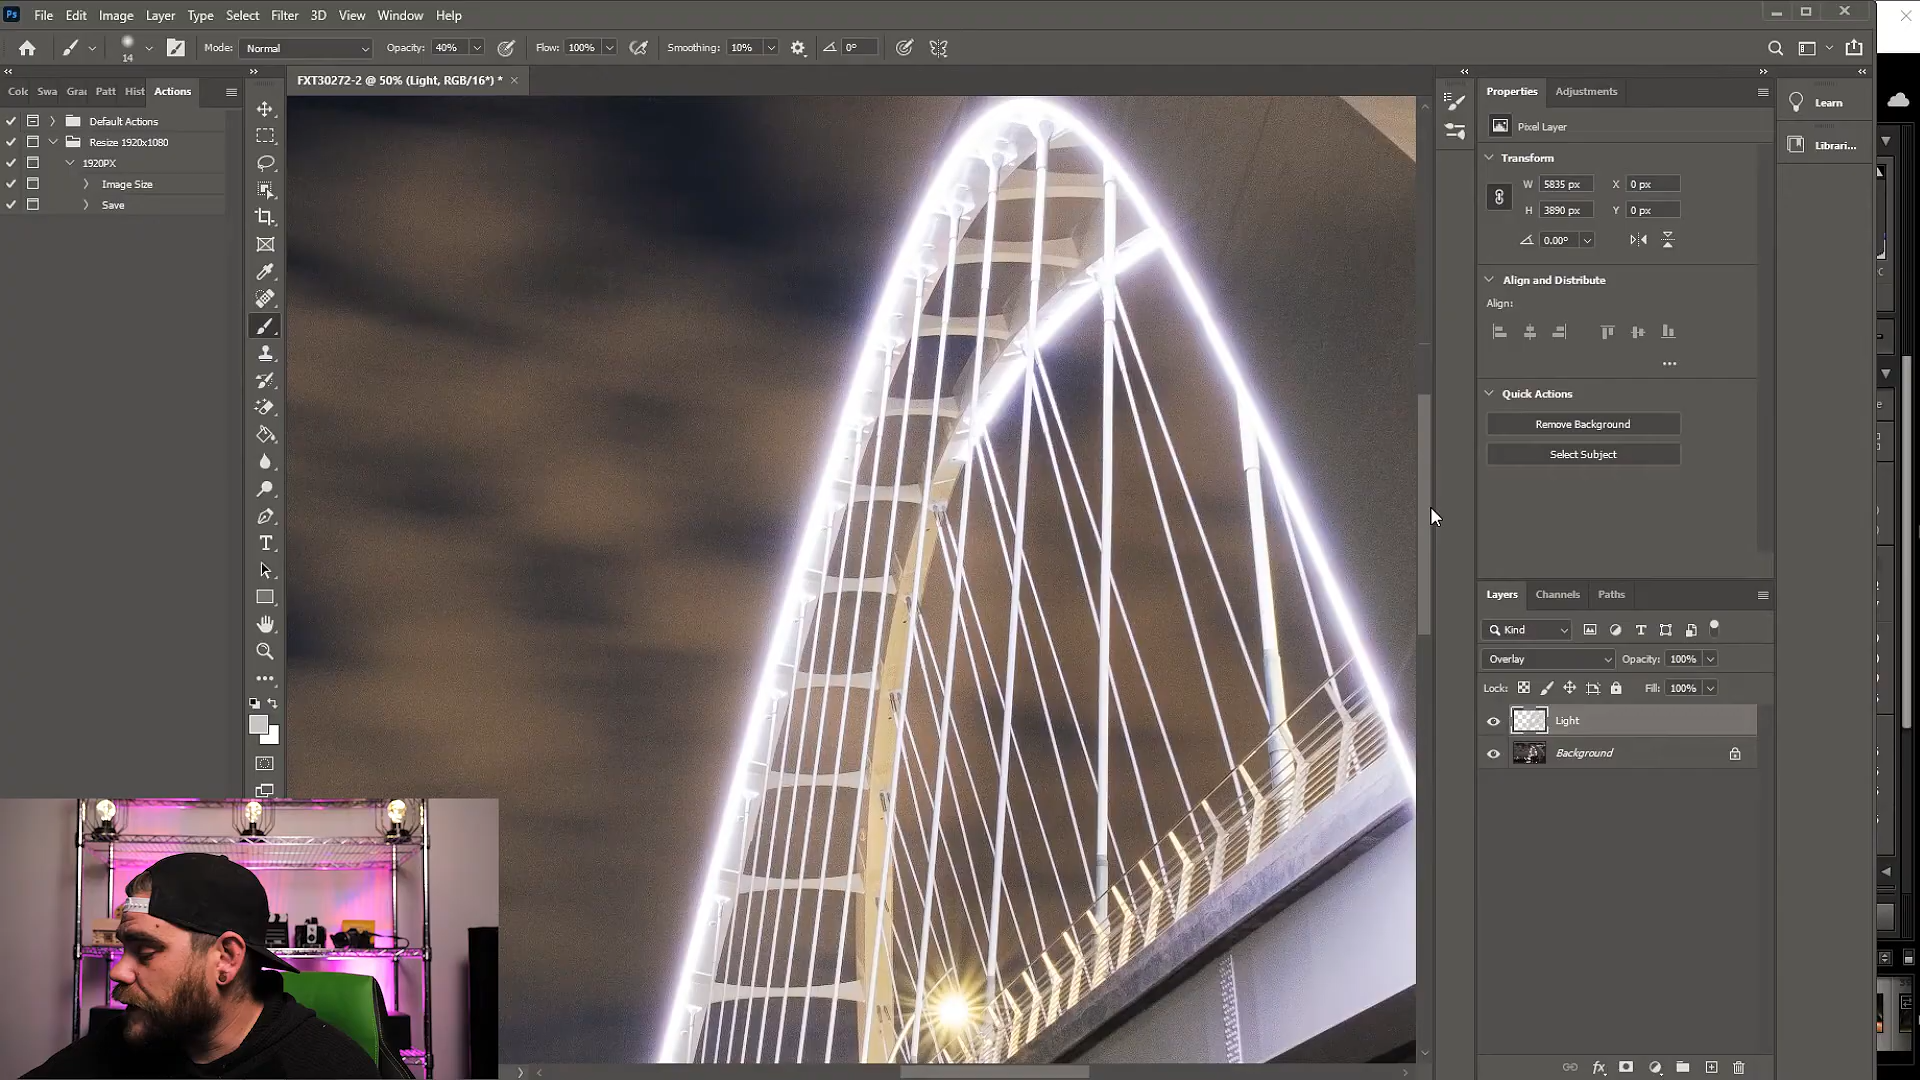 Ps File Edit Image Layer Type Select Filter 3D View Window Help
14 Mode: Normal Opacity: 40% Flow: 100% Smoothing: 10% 0°
Swa Patt Hist Actions
FXT30272-2 @ 50% (Light, RGB/16*) *
Default Actions
Resize 1920x1080
1920PX
Image Size
Save
Properties Adjustments
Pixel Layer
Transform
W 5835 px X 0 px
H 3890 px Y 0 px
0.00°
Align and Distribute
Align:
Quick Actions
Remove Background
Select Subject
Learn
Librari...
Layers Channels Paths
Kind
Overlay Opacity: 100%
Lock: Fill: 100%
Light
Background